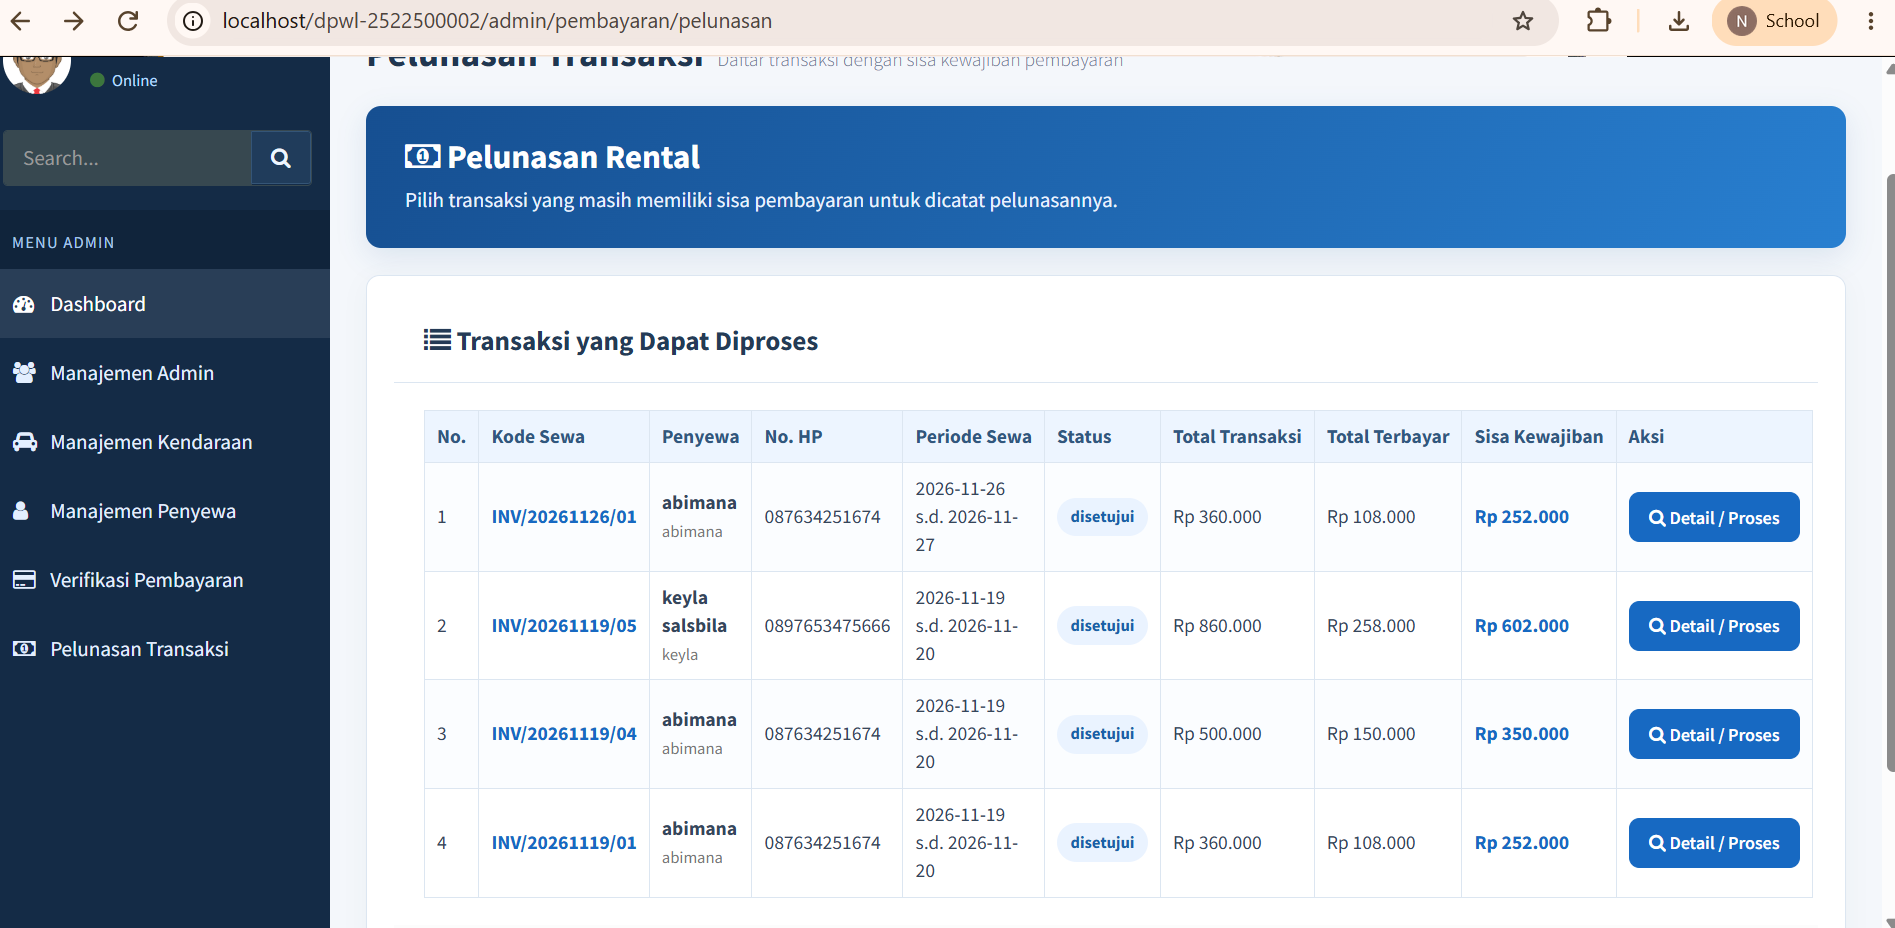 localhost/dpwl-2522500002/admin/pembayaran/pelunasan
N School
Pelunasan Transaksi Daftar transaksi dengan sisa kewajiban pembayaran
Online
Search...
MENU ADMIN
Dashboard
Manajemen Admin
Manajemen Kendaraan
Manajemen Penyewa
Verifikasi Pembayaran
Pelunasan Transaksi
Pelunasan Rental
Pilih transaksi yang masih memiliki sisa pembayaran untuk dicatat pelunasannya.
Transaksi yang Dapat Diproses
No. Kode Sewa Penyewa No. HP Periode Sewa Status Total Transaksi Total Terbayar Sisa Kewajiban Aksi
1 INV/20261126/01 abimana abimana 087634251674 2026-11-26 s.d. 2026-11-27 disetujui Rp 360.000 Rp 108.000 Rp 252.000 Detail / Proses
2 INV/20261119/05 keyla salsbila keyla 0897653475666 2026-11-19 s.d. 2026-11-20 disetujui Rp 860.000 Rp 258.000 Rp 602.000 Detail / Proses
3 INV/20261119/04 abimana abimana 087634251674 2026-11-19 s.d. 2026-11-20 disetujui Rp 500.000 Rp 150.000 Rp 350.000 Detail / Proses
4 INV/20261119/01 abimana abimana 087634251674 2026-11-19 s.d. 2026-11-20 disetujui Rp 360.000 Rp 108.000 Rp 252.000 Detail / Proses